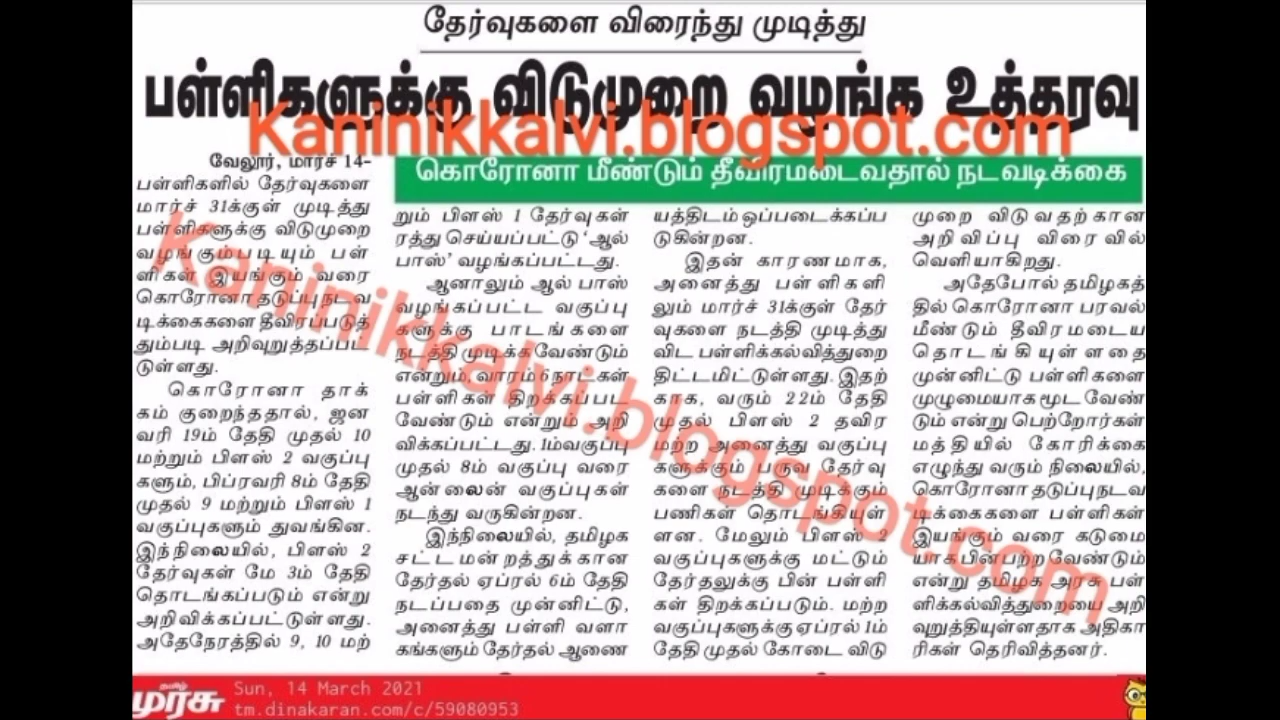 தேர்வுகளை விரைந்து முடித்து
பள்ளிகளுக்கு விடுமுறை வழங்க உத்தரவு
Kaninikkalvi.blogspot.com
கொரோனா மீண்டும் தீவிரமடைவதால் நடவடிக்கை
வேலூர், மார்ச் 14-
பள்ளிகளில் தேர்வுகளை
மார்ச் 31க்குள் முடித்து
பள்ளிகளுக்கு விடுமுறை
வழங்கும்படியும் பள்
ளிகள் இயங்கும் வரை
கொரோனா தடுப்பு நடவ
டிக்கைகளை தீவிரப்படுத்
தும்படி அறிவுறுத்தப்பட்
டுள்ளது.
கொரோனா தாக்
கம் குறைந்ததால், ஜன
வரி 19ம் தேதி முதல் 10
மற்றும் பிளஸ் 2 வகுப்பு
களும், பிப்ரவரி 8ம் தேதி
முதல் 9 மற்றும் பிளஸ் 1
வகுப்புகளும் துவங்கின.
இந்நிலையில், பிளஸ் 2
தேர்வுகள் மே 3ம் தேதி
தொடங்கப்படும் என்று
அறிவிக்கப்பட்டுள்ளது.
அதேநேரத்தில் 9, 10 மற்
றும் பிளஸ் 1 தேர்வுகள்
ரத்து செய்யப்பட்டு 'ஆல்
பாஸ்' வழங்கப்பட்டது.
ஆனாலும் ஆல் பாஸ்
வழங்கப்பட்ட வகுப்பு
களுக்கு பாடங்களை
நடத்தி முடிக்க வேண்டும்
என்றும், வாரம் 6 நாட்கள்
பள்ளிகள் திறக்கப்பட
வேண்டும் என்றும் அறி
விக்கப்பட்டது. 1ம்வகுப்பு
முதல் 8ம் வகுப்பு வரை
ஆன்லைன் வகுப்புகள்
நடந்து வருகின்றன.
இந்நிலையில், தமிழக
சட்டமன்றத்துக்கான
தேர்தல் ஏப்ரல் 6ம் தேதி
நடப்பதை முன்னிட்டு,
அனைத்து பள்ளி வளா
கங்களும் தேர்தல் ஆணை
யத்திடம் ஒப்படைக்கப்ப
டுகின்றன.
இதன் காரணமாக,
அனைத்து பள்ளிகளி
லும் மார்ச் 31க்குள் தேர்
வுகளை நடத்தி முடித்து
விட பள்ளிக்கல்வித்துறை
திட்டமிட்டுள்ளது. இதற்
காக, வரும் 22ம் தேதி
முதல் பிளஸ் 2 தவிர
மற்ற அனைத்து வகுப்பு
களுக்கும் பருவ தேர்வு
களை நடத்தி முடிக்கும்
பணிகள் தொடங்கியுள்
ளன. மேலும் பிளஸ் 2
வகுப்புகளுக்கு மட்டும்
தேர்தலுக்கு பின் பள்ளி
கள் திறக்கப்படும். மற்ற
வகுப்புகளுக்கு ஏப்ரல் 1ம்
தேதி முதல் கோடை விடு
முறை விடுவதற்கான
அறிவிப்பு விரைவில்
வெளியாகிறது.
அதேபோல் தமிழகத்
தில் கொரோனா பரவல்
மீண்டும் தீவிரமடைய
தொடங்கியுள்ளதை
முன்னிட்டு பள்ளிகளை
முழுமையாக மூட வேண்
டும் என்று பெற்றோர்கள்
மத்தியில் கோரிக்கை
எழுந்து வரும் நிலையில்,
கொரோனா தடுப்பு நடவ
டிக்கைகளை பள்ளிகள்
இயங்கும் வரை கடுமை
யாக பின்பற்ற வேண்டும்
என்று தமிழக அரசு பள்
ளிக்கல்வித்துறையை அறி
வுறுத்தியுள்ளதாக அதிகா
ரிகள் தெரிவித்தனர்.
Kaninikkalvi.blogspot.com
தமிழ்
முரசு
Sun, 14 March 2021
tm.dinakaran.com/c/59080953